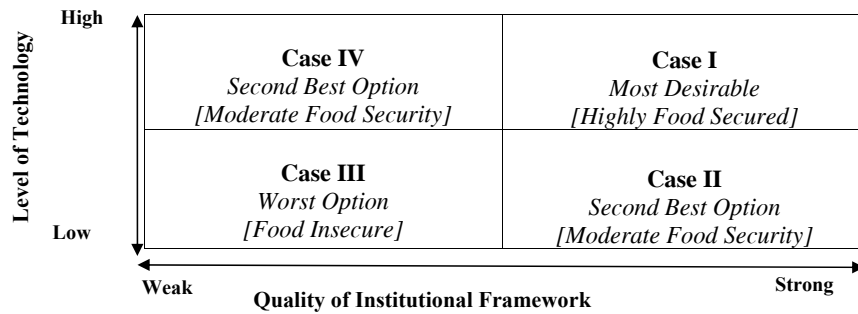 High
Level of Technology
Low
Case IV
Second Best Option
[Moderate Food Security]
Case I
Most Desirable
[Highly Food Secured]
Case III
Worst Option
[Food Insecure]
Case II
Second Best Option
[Moderate Food Security]
Weak
Strong
Quality of Institutional Framework